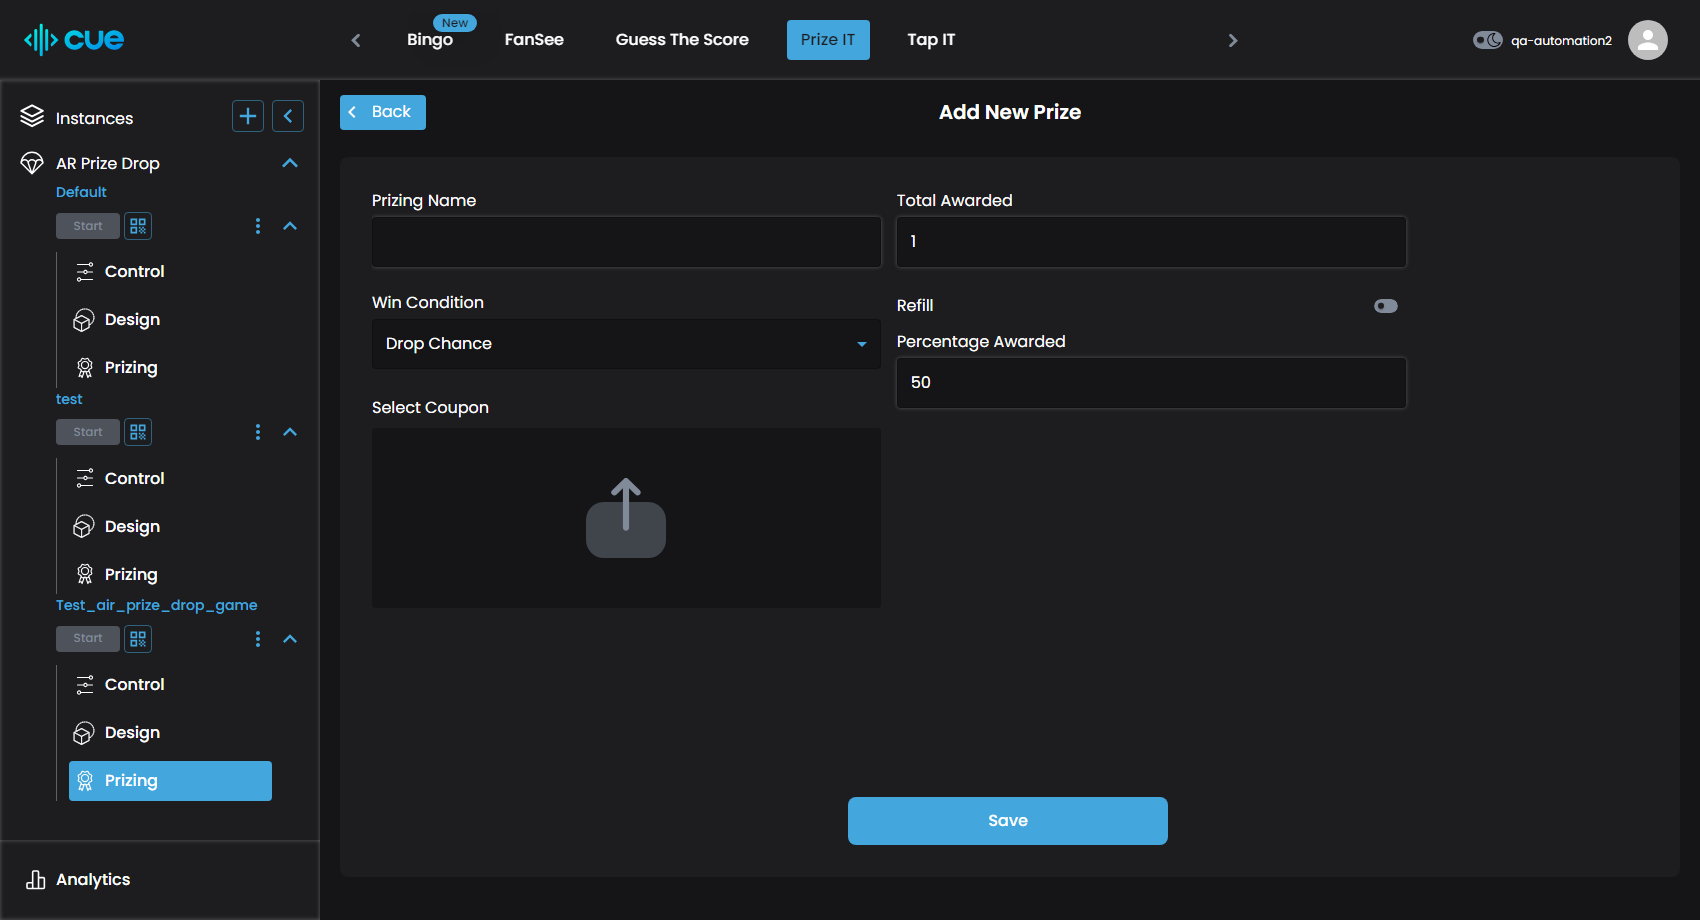 cue
Bingo
New
FanSee
Guess The Score
Prize IT
Tap IT
qa-automation2
Instances
AR Prize Drop
Default
Start
Control
Design
Prizing
test
Start
Control
Design
Prizing
Test_air_prize_drop_game
Start
Control
Design
Prizing
Analytics
Back
Add New Prize
Prizing Name
Total Awarded
1
Win Condition
Drop Chance
Refill
Percentage Awarded
50
Select Coupon
Save